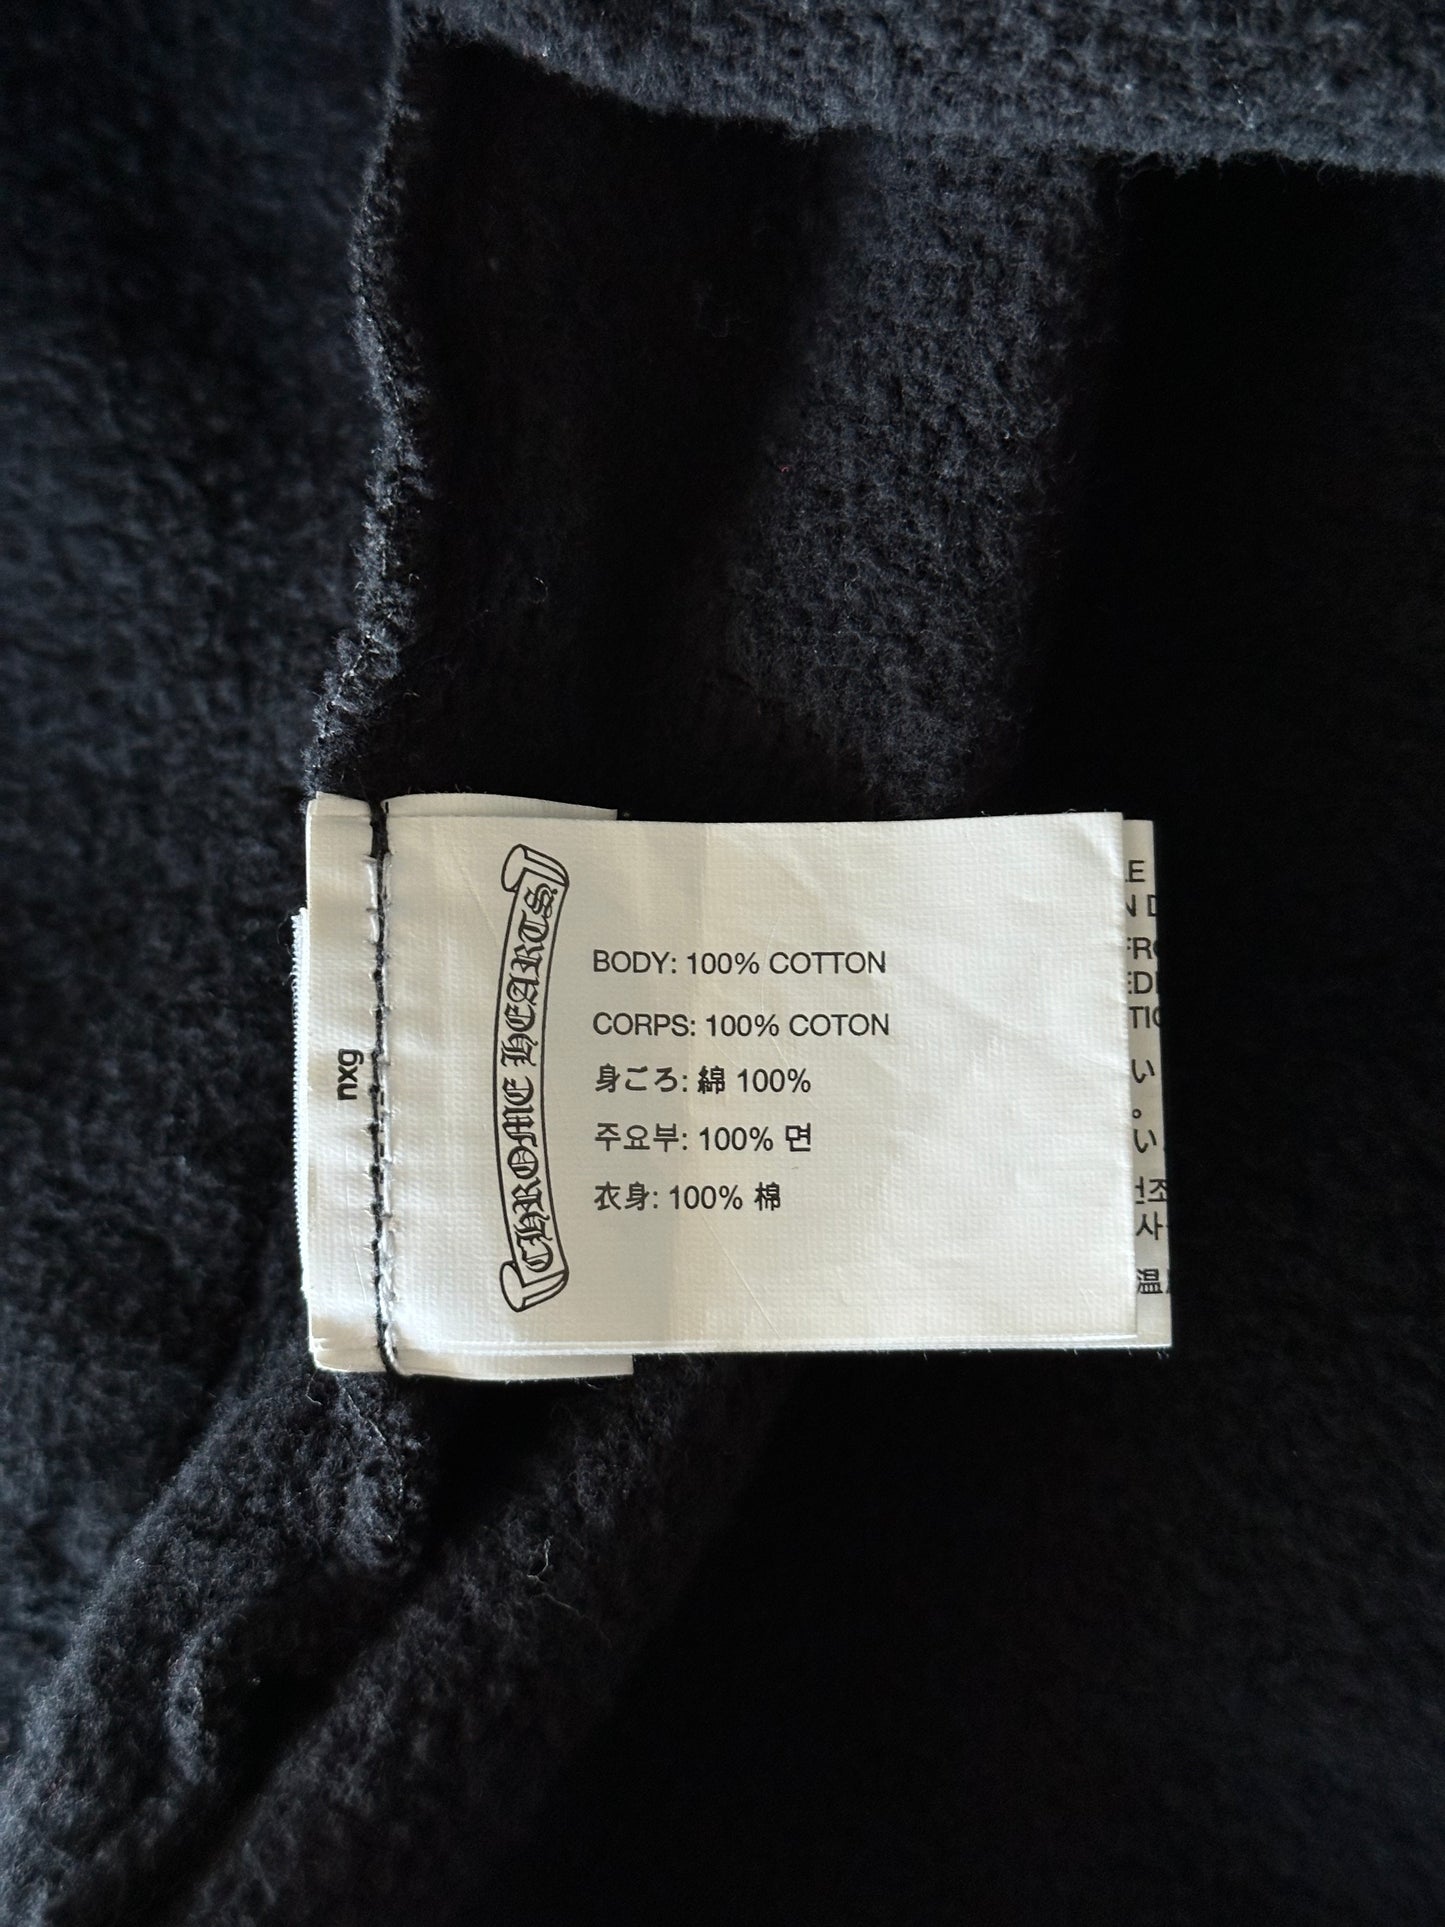 nxg
CHROME HEARTS
BODY: 100% COTTON
CORPS: 100% COTON
身ごろ: 綿 100%
주요부: 100% 면
衣身: 100% 棉